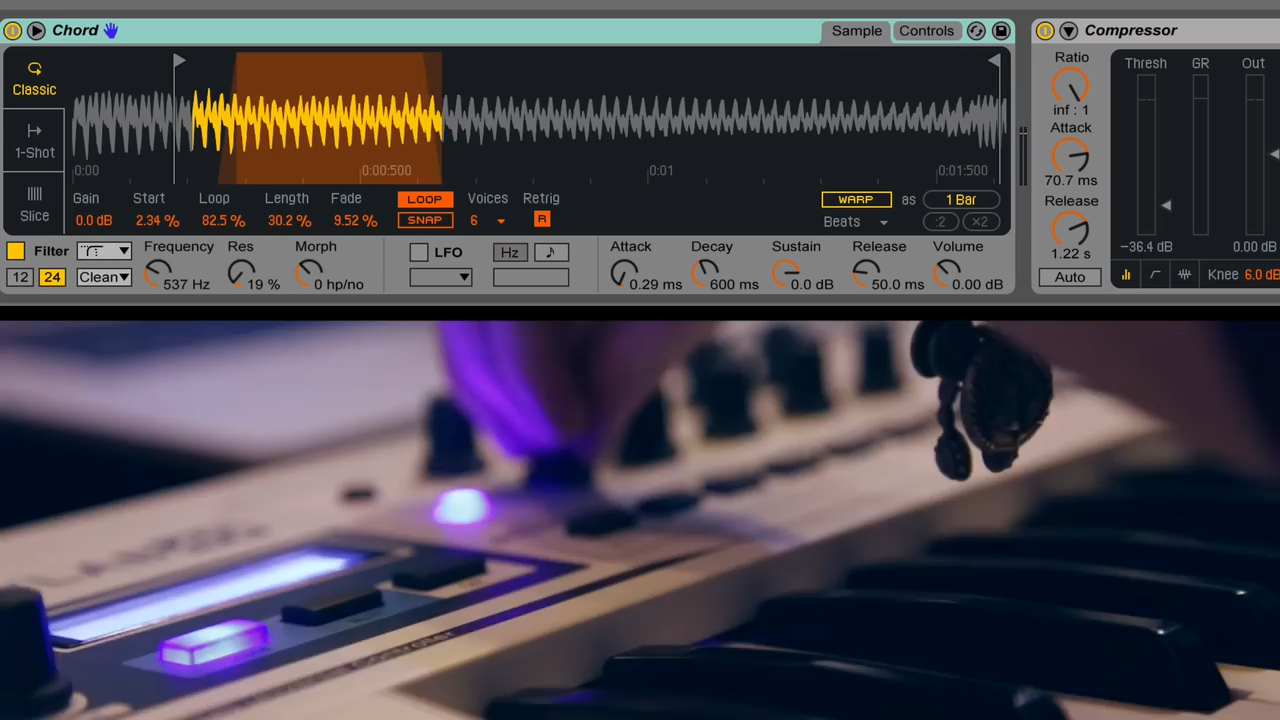 Chord
Sample
Controls
Compressor
Classic
1-Shot
Slice
0:00
0:00:500
0:01
0:01:500
Gain Start Loop Length Fade LOOP Voices Retrig WARP as 1 Bar
0.0 dB 2.34 % 82.5 % 30.2 % 9.52 % SNAP 6 R Beats :2 ×2
Filter Frequency Res Morph LFO Hz Attack Decay Sustain Release Volume
12 24 Clean 537 Hz 19 % 0 hp/no 0.29 ms 600 ms 0.0 dB 50.0 ms 0.00 dB
Ratio
inf : 1
Attack
70.7 ms
Release
1.22 s
Auto
Thresh GR Out
-36.4 dB 0.00 dB
Knee 6.0 dB
Controller